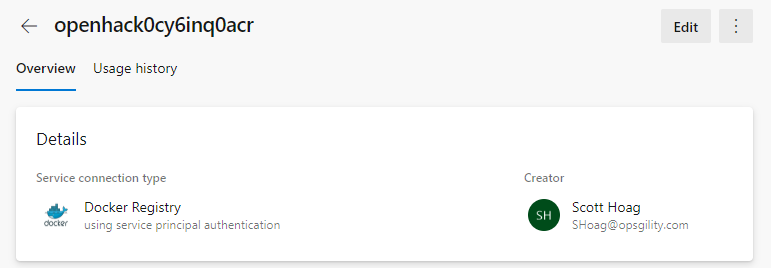 openhack0cy6inq0acr
Edit
Overview
Usage history
Details
Service connection type
Creator
docker
Docker Registry
using service principal authentication
SH
Scott Hoag
SHoag@opsgility.com